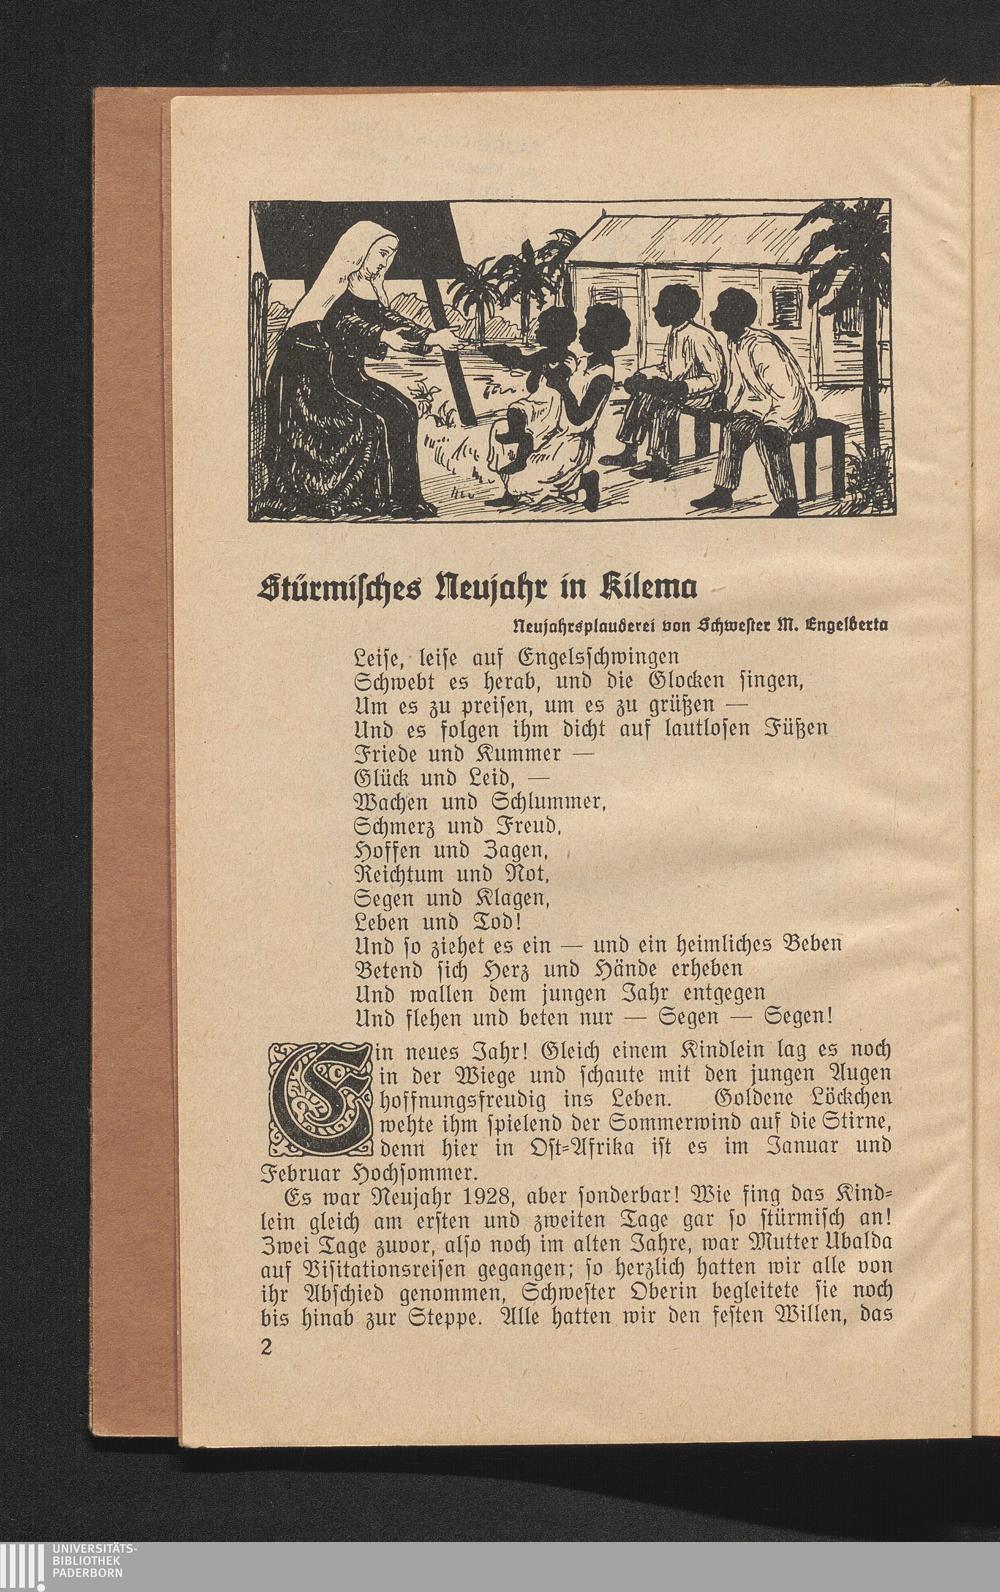 Stürmisches Neujahr in Kilema
Neujahrsplauderei von Schwester M. Engelberta
Leise, leise auf Engelsschwingen
Schwebt es herab, und die Glocken singen,
Um es zu preisen, um es zu grüßen —
Und es folgen ihm dicht auf lautlosen Füßen
Friede und Kummer —
Glück und Leid, —
Wachen und Schlummer,
Schmerz und Freud,
Hoffen und Zagen,
Reichtum und Not,
Segen und Klagen,
Leben und Tod!
Und so ziehet es ein — und ein heimliches Beben
Betend sich Herz und Hände erheben
Und wallen dem jungen Jahr entgegen
Und flehen und beten nur — Segen — Segen!
Ein neues Jahr! Gleich einem Kindlein lag es noch
in der Wiege und schaute mit den jungen Augen
hoffnungsfreudig ins Leben. Goldene Löckchen
wehte ihm spielend der Sommerwind auf die Stirne,
denn hier in Ost-Afrika ist es im Januar und
Februar Hochsommer.
Es war Neujahr 1928, aber sonderbar! Wie fing das Kind-
lein gleich am ersten und zweiten Tage gar so stürmisch an!
Zwei Tage zuvor, also noch im alten Jahre, war Mutter Ubalda
auf Visitationsreisen gegangen; so herzlich hatten wir alle von
ihr Abschied genommen, Schwester Oberin begleitete sie noch
bis hinab zur Steppe. Alle hatten wir den festen Willen, das
2
UNIVERSITÄTS-
BIBLIOTHEK
PADERBORN